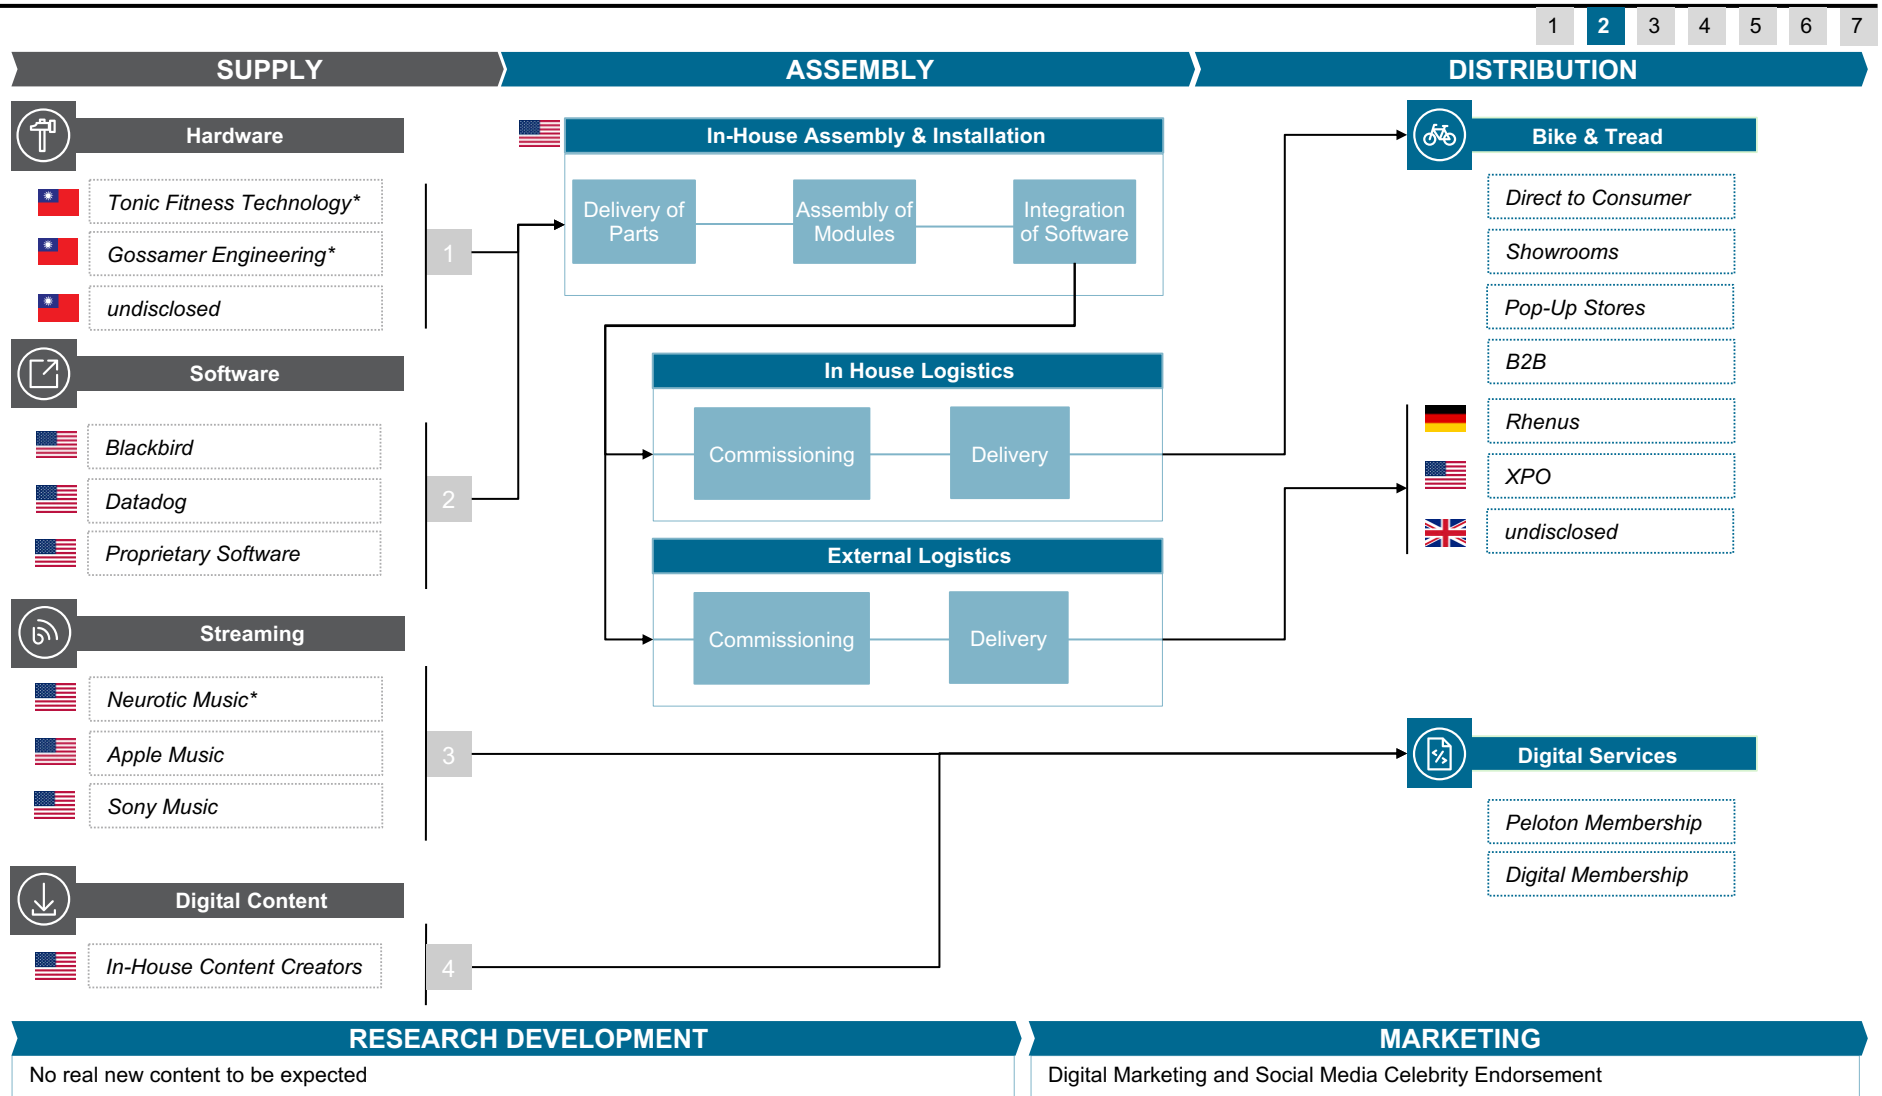 1 2 3 4 5 6 7
SUPPLY
ASSEMBLY
DISTRIBUTION
Hardware
Tonic Fitness Technology*
Gossamer Engineering*
undisclosed
1
Software
Blackbird
Datadog
Proprietary Software
2
Streaming
Neurotic Music*
Apple Music
Sony Music
3
Digital Content
In-House Content Creators
4
In-House Assembly & Installation
Delivery of
Parts
Assembly of
Modules
Integration
of Software
In House Logistics
Commissioning
Delivery
External Logistics
Commissioning
Delivery
Bike & Tread
Direct to Consumer
Showrooms
Pop-Up Stores
B2B
Rhenus
XPO
undisclosed
Digital Services
Peloton Membership
Digital Membership
RESEARCH DEVELOPMENT
No real new content to be expected
MARKETING
Digital Marketing and Social Media Celebrity Endorsement